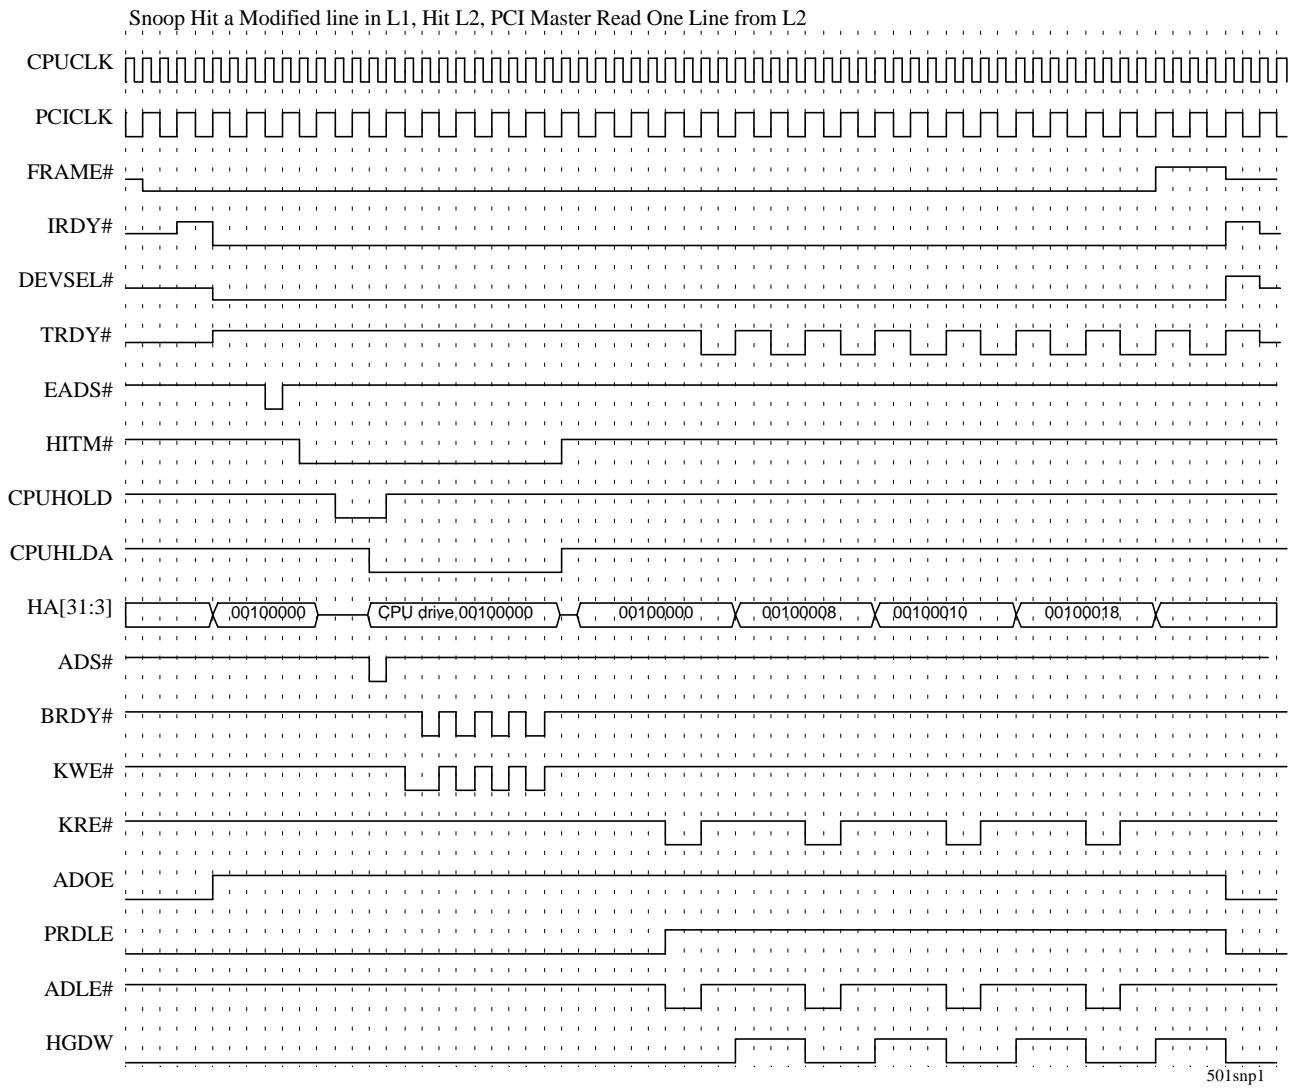 Snoop Hit a Modified line in L1, Hit L2, PCI Master Read One Line from L2
CPUCLK
PCICLK
FRAME#
IRDY#
DEVSEL#
TRDY#
EADS#
HITM#
CPUHOLD
CPUHLDA
HA[31:3] 00100000 CPU drive 00100000 00100000 00100008 00100010 00100018
ADS#
BRDY#
KWE#
KRE#
ADOE
PRDLE
ADLE#
HGDW
501snp1